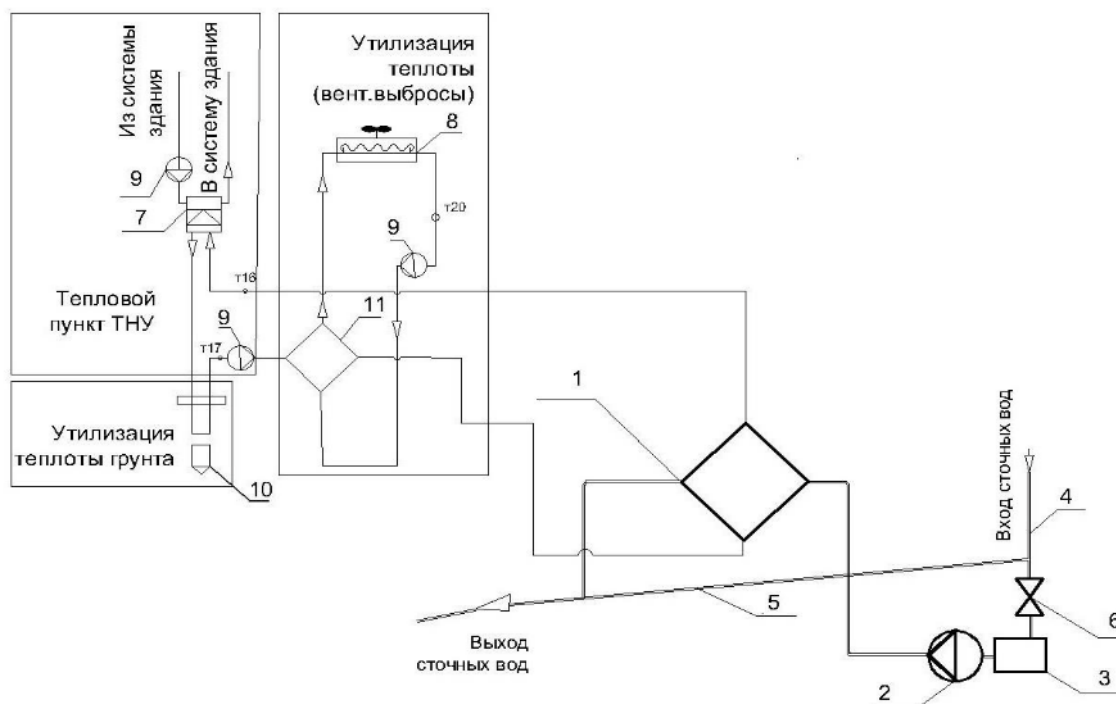 Из системы
здания
В систему здания
9
7
Тепловой
пункт ТНУ
Утилизация
теплоты
(вент.выбросы)
8
т20
9
т16
11
9
т17
Утилизация
теплоты грунта
10
1
Вход сточных вод
4
5
6
Выход
сточных вод
2
3